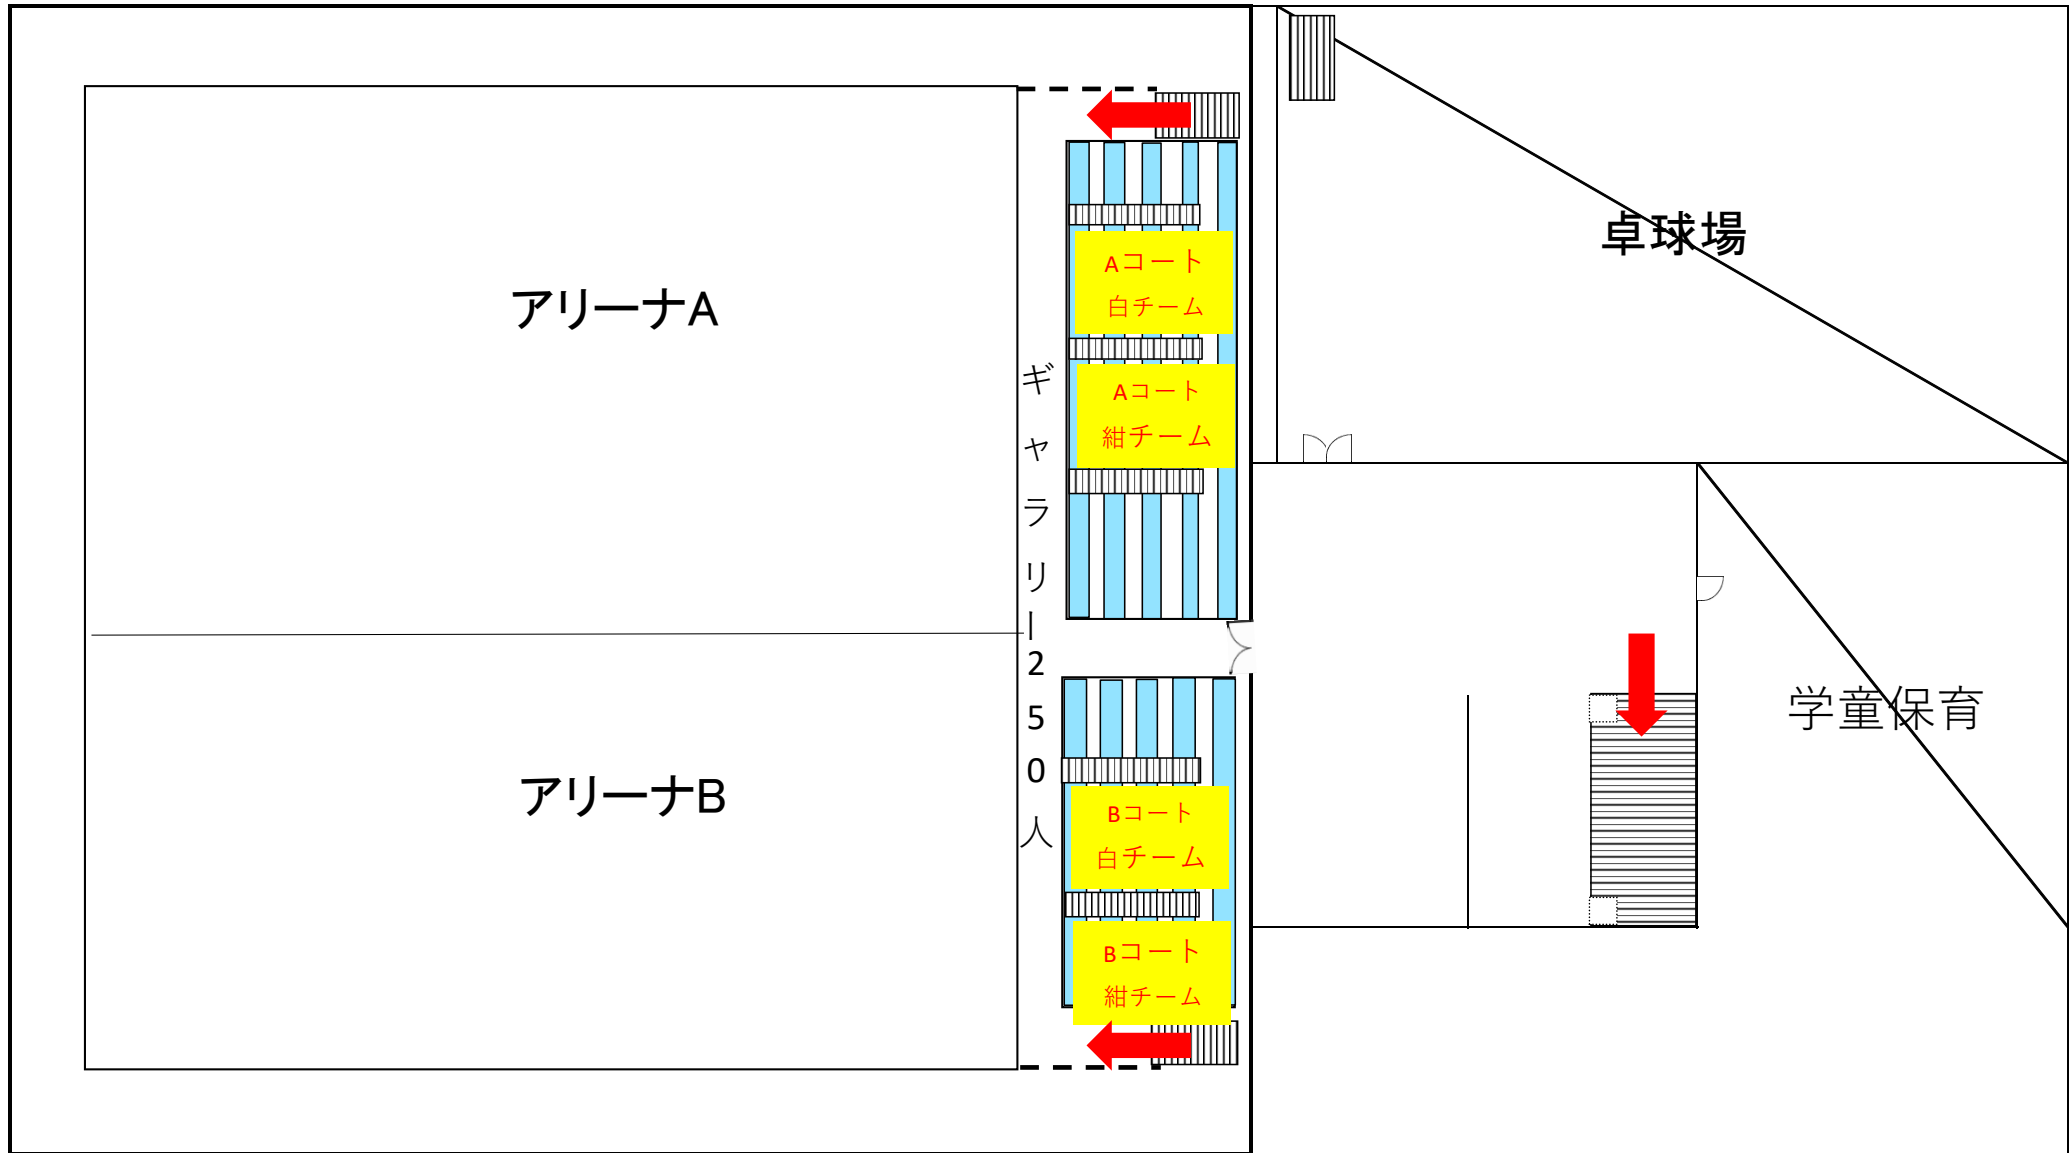 アリーナA
アリーナB
ギャラリー250人
Aコート
白チーム
Aコート
紺チーム
Bコート
白チーム
Bコート
紺チーム
卓球場
学童保育